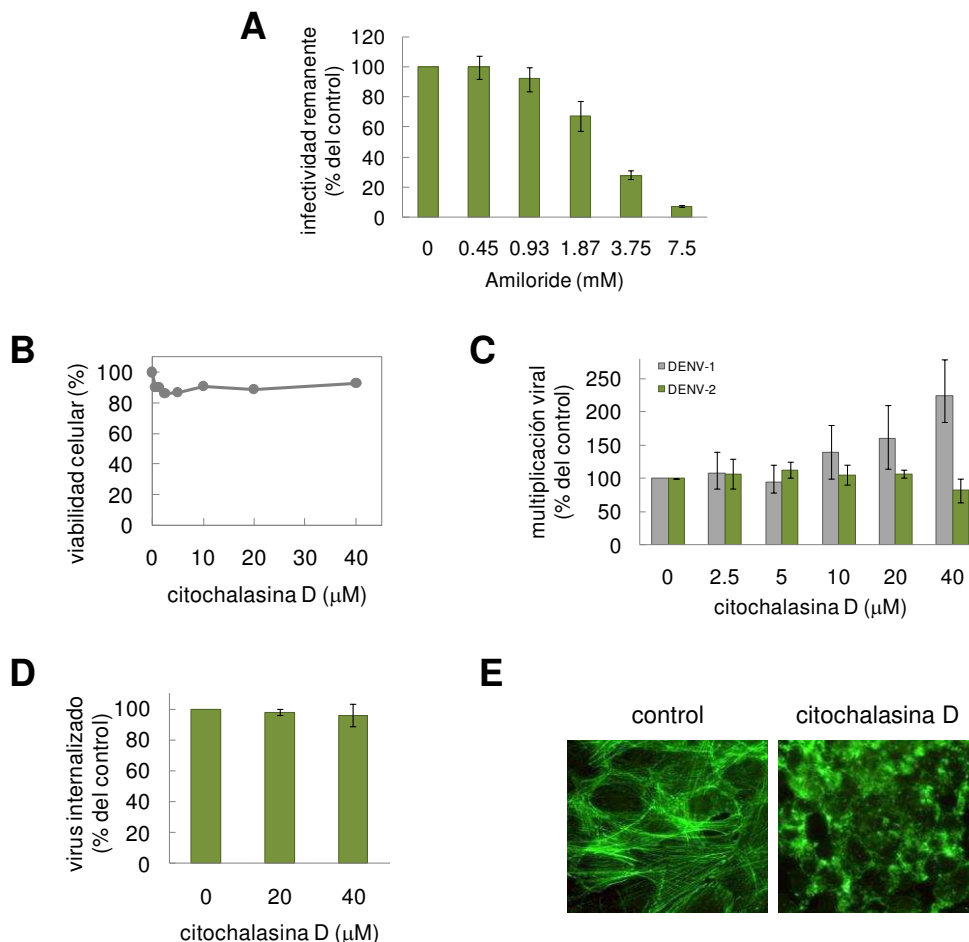 A
infectividad remanente
(% del control)
120
100
80
60
40
20
0
0 0.45 0.93 1.87 3.75 7.5
Amiloride (mM)
B
viabilidad celular (%)
100
80
60
40
20
0
0 10 20 30 40
citochalasina D (μM)
C
multiplicación viral
(% del control)
DENV-1
DENV-2
250
200
150
100
50
0
0 2.5 5 10 20 40
citochalasina D (μM)
D
virus internalizado
(% del control)
100
80
60
40
20
0
0 20 40
citochalasina D (μM)
E
control citochalasina D